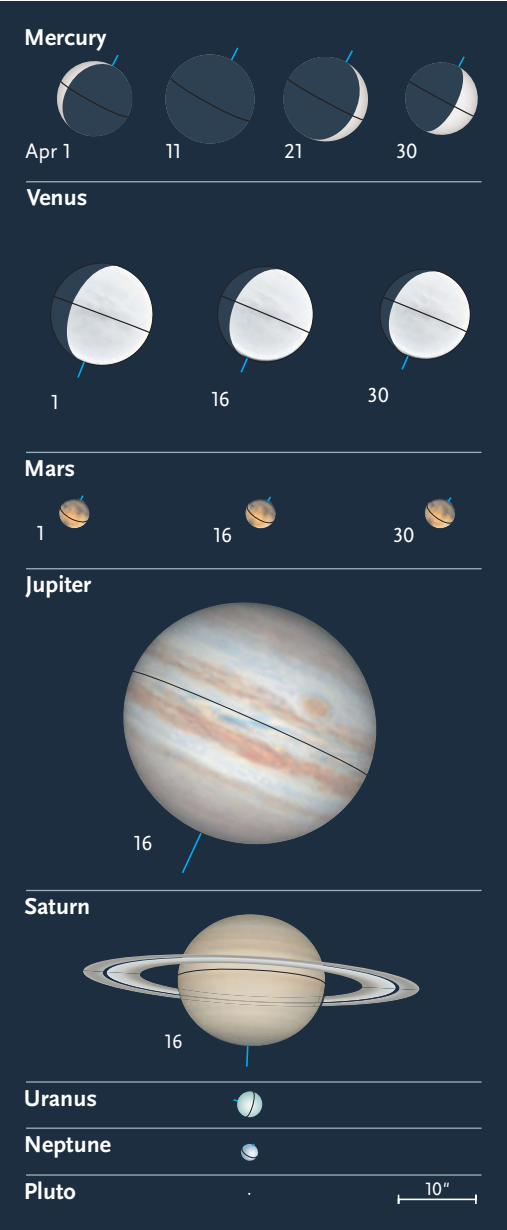 Mercury
Apr 1 11 21 30
Venus
1 16 30
Mars
1 16 30
Jupiter
16
Saturn
16
Uranus
Neptune
Pluto 10"